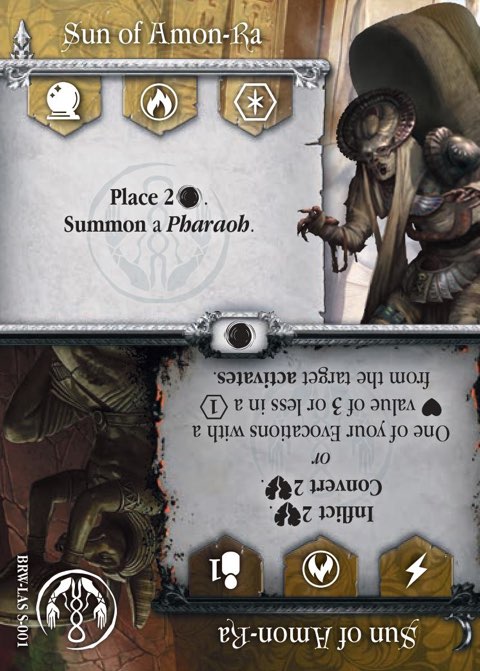 Sun of Amon-Ra
Place 2 .
Summon a Pharaoh.
Sun of Amon-Ra
1
Inflict 2 .
Convert 2 .
or
One of your Evocations with a
value of 3 or less in a 1
from the target activates.
BRW-LAS S-001